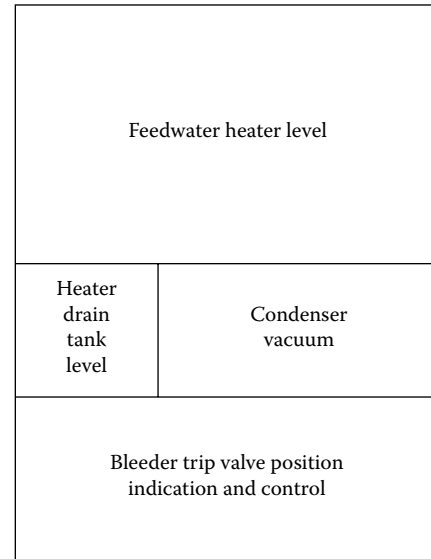 Feedwater heater level
Heater
drain
tank
level
Condenser
vacuum
Bleeder trip valve position
indication and control